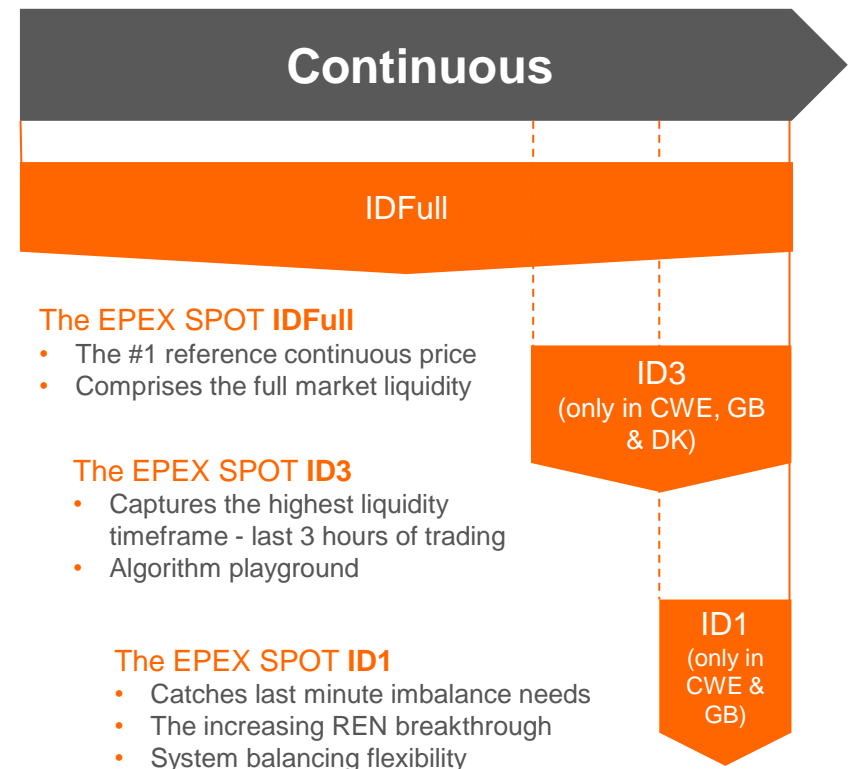 Continuous
IDFull
The EPEX SPOT IDFull
• The #1 reference continuous price
• Comprises the full market liquidity
ID3
(only in CWE, GB
& DK)
The EPEX SPOT ID3
• Captures the highest liquidity
timeframe - last 3 hours of trading
• Algorithm playground
ID1
(only in
CWE &
GB)
The EPEX SPOT ID1
• Catches last minute imbalance needs
• The increasing REN breakthrough
• System balancing flexibility